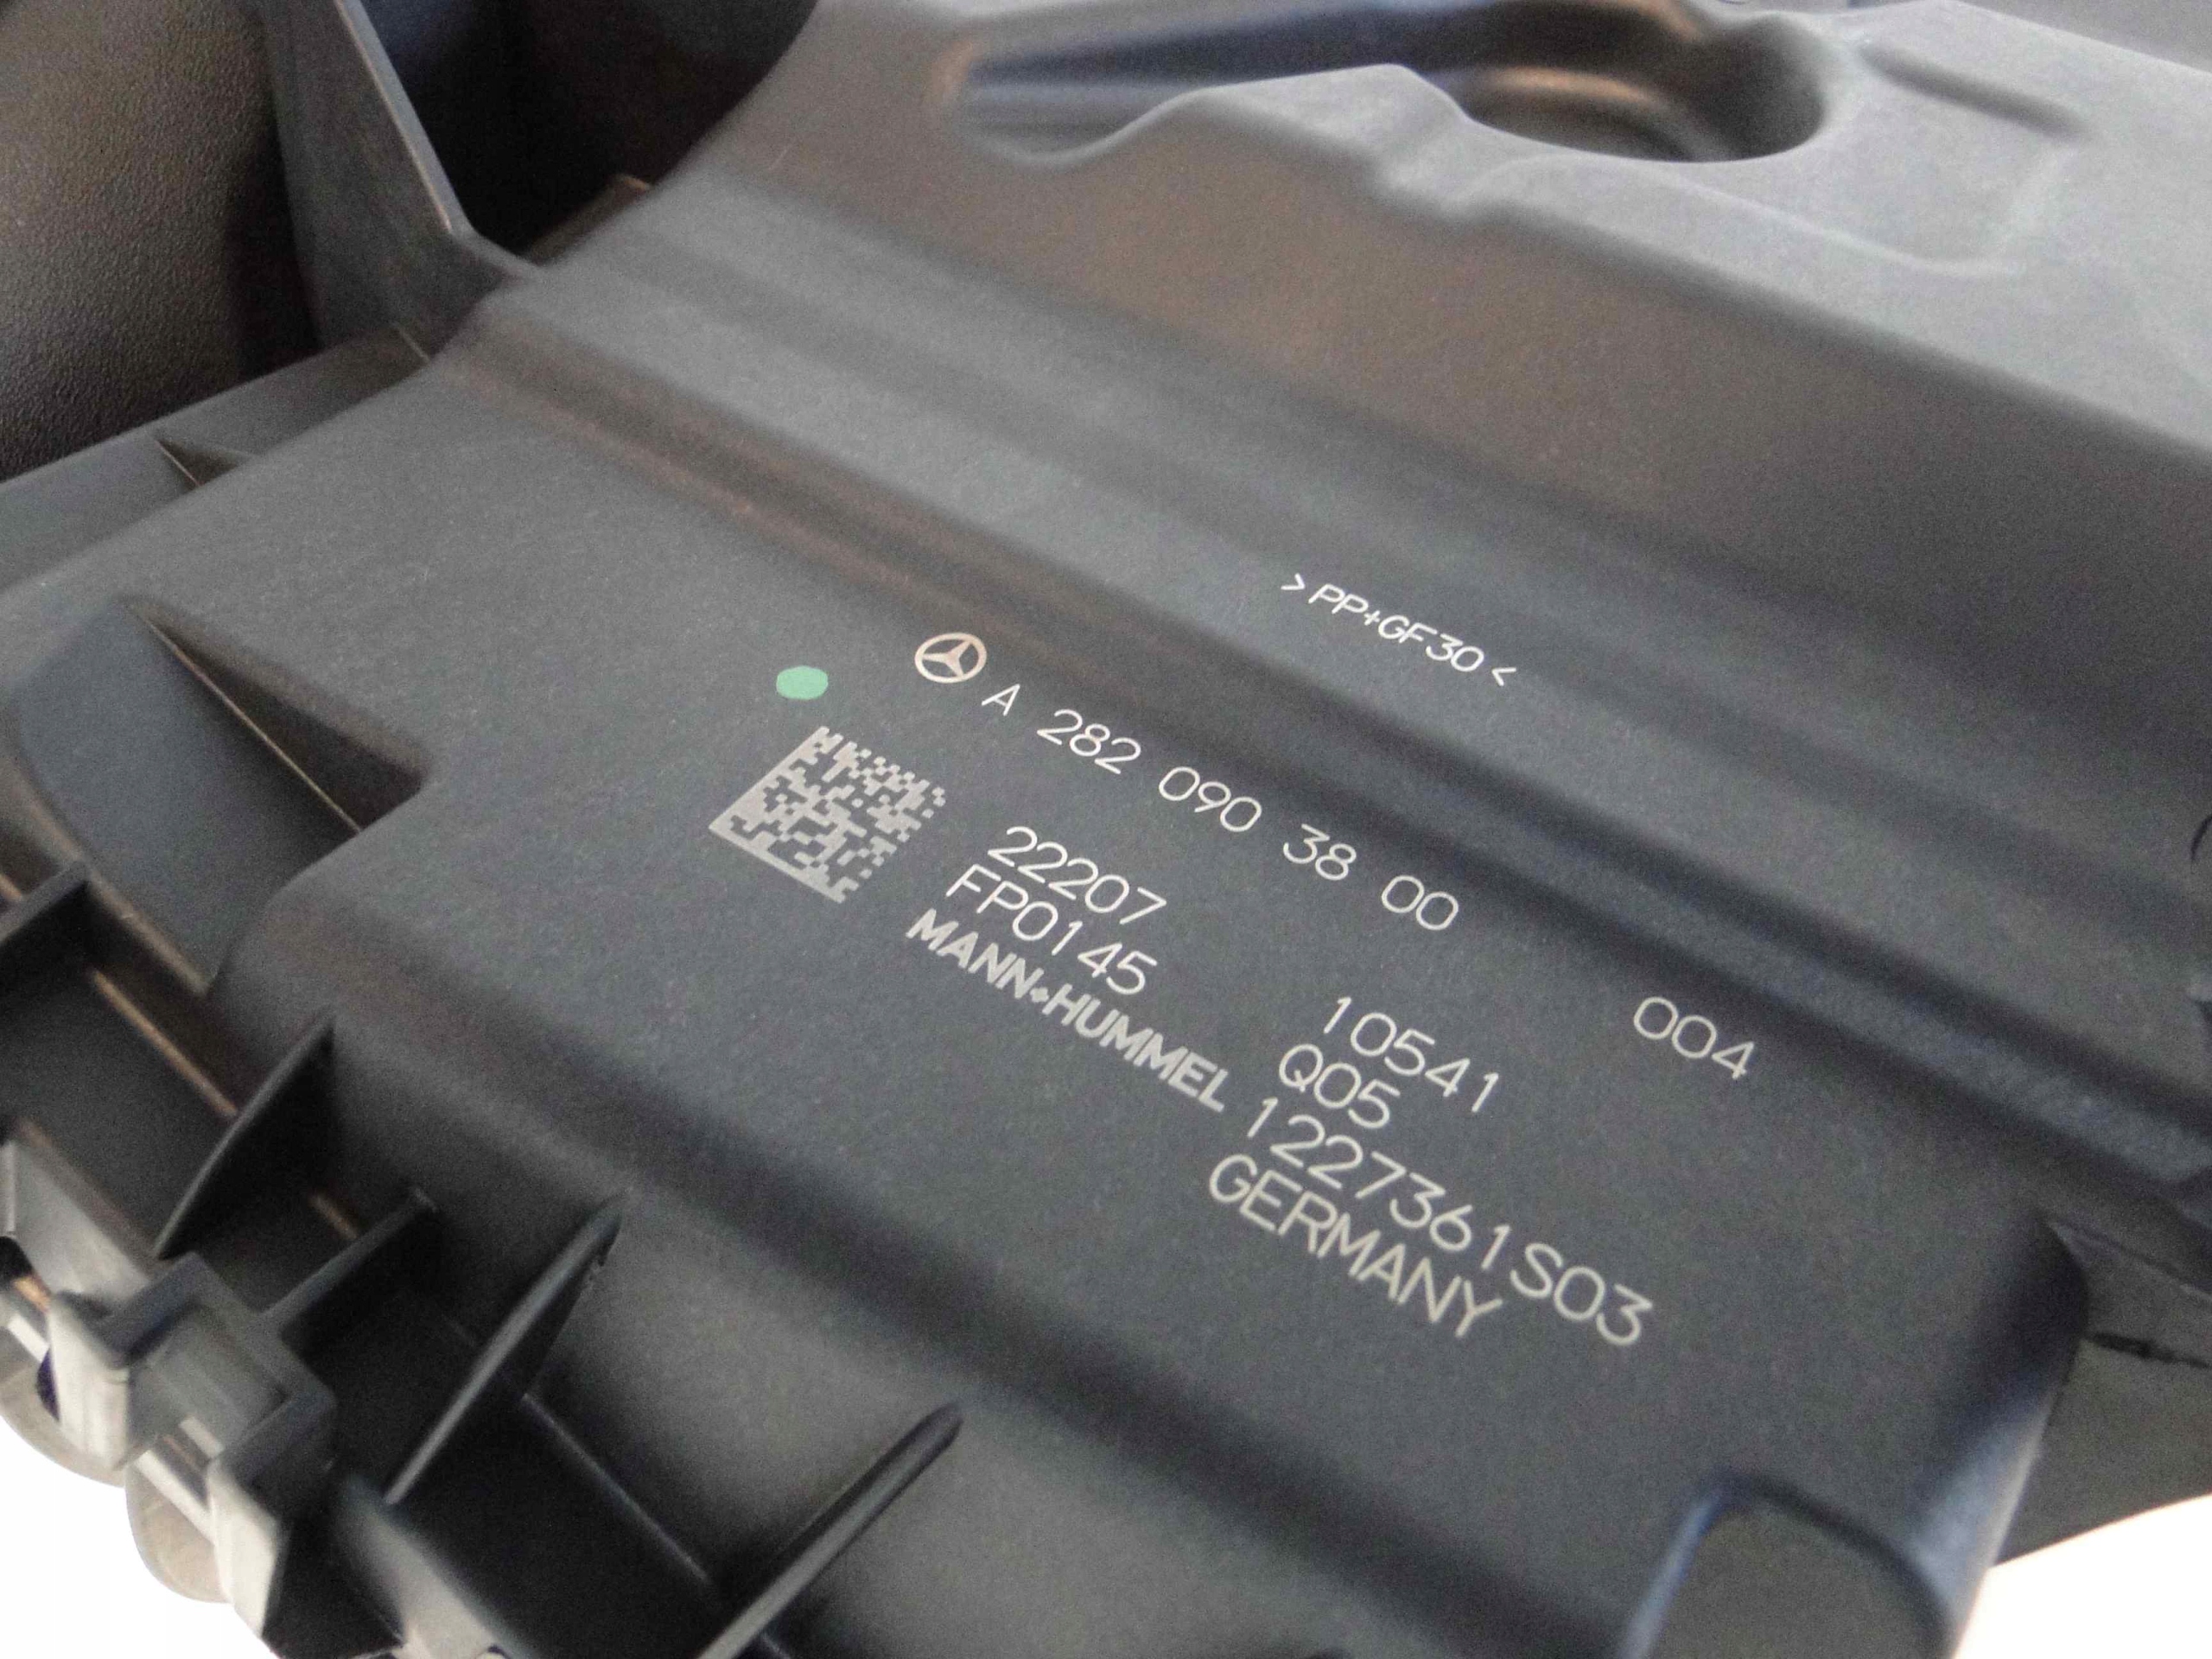 >PP+GF30<
A 282 090 38 00 004
22207 10541
FP0145 Q05
MANN+HUMMEL 1227361S03
GERMANY